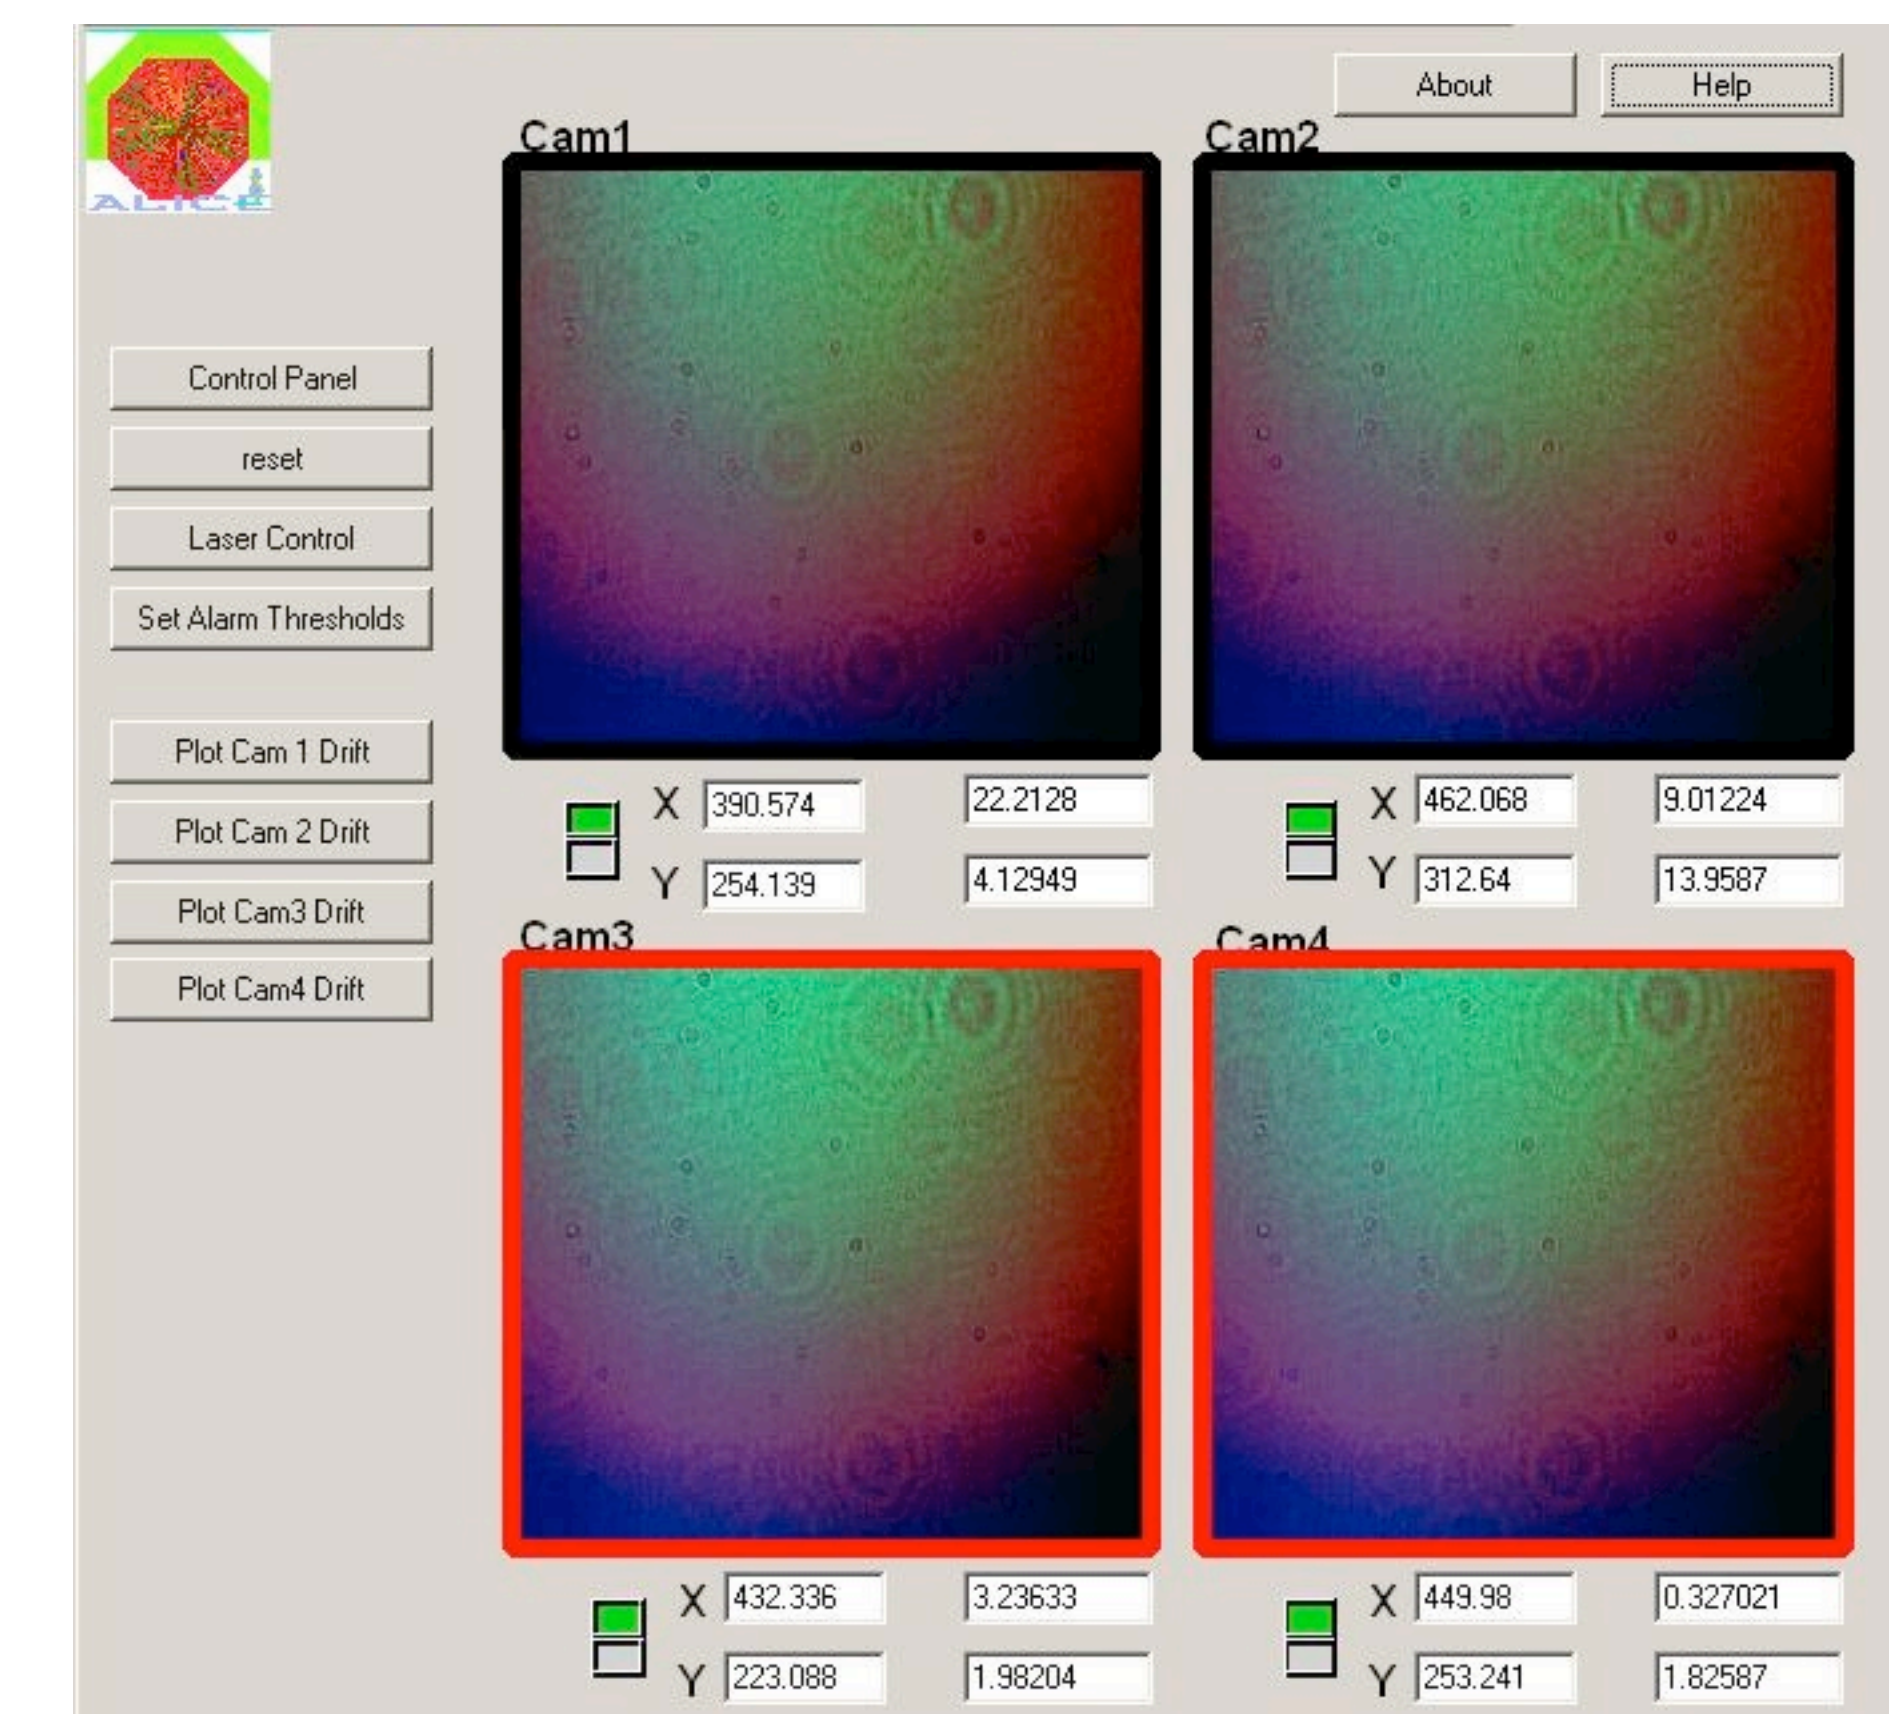 ALICE
About
Help
Control Panel
reset
Laser Control
Set Alarm Thresholds
Plot Cam 1 Drift
Plot Cam 2 Drift
Plot Cam3 Drift
Plot Cam4 Drift
Cam1
X 390.574 22.2128
Y 254.139 4.12949
Cam2
X 462.068 9.01224
Y 312.64 13.9587
Cam3
X 432.336 3.23633
Y 223.088 1.98204
Cam4
X 449.98 0.327021
Y 253.241 1.82587